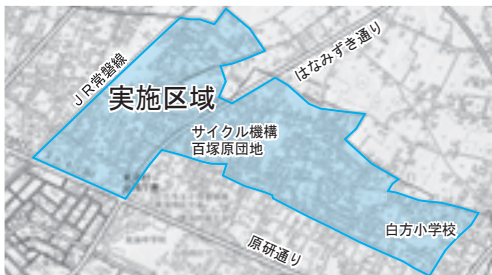 JR常磐線
はなみずき通り
実施区域
サイクル機構
百塚原団地
白方小学校
原研通り